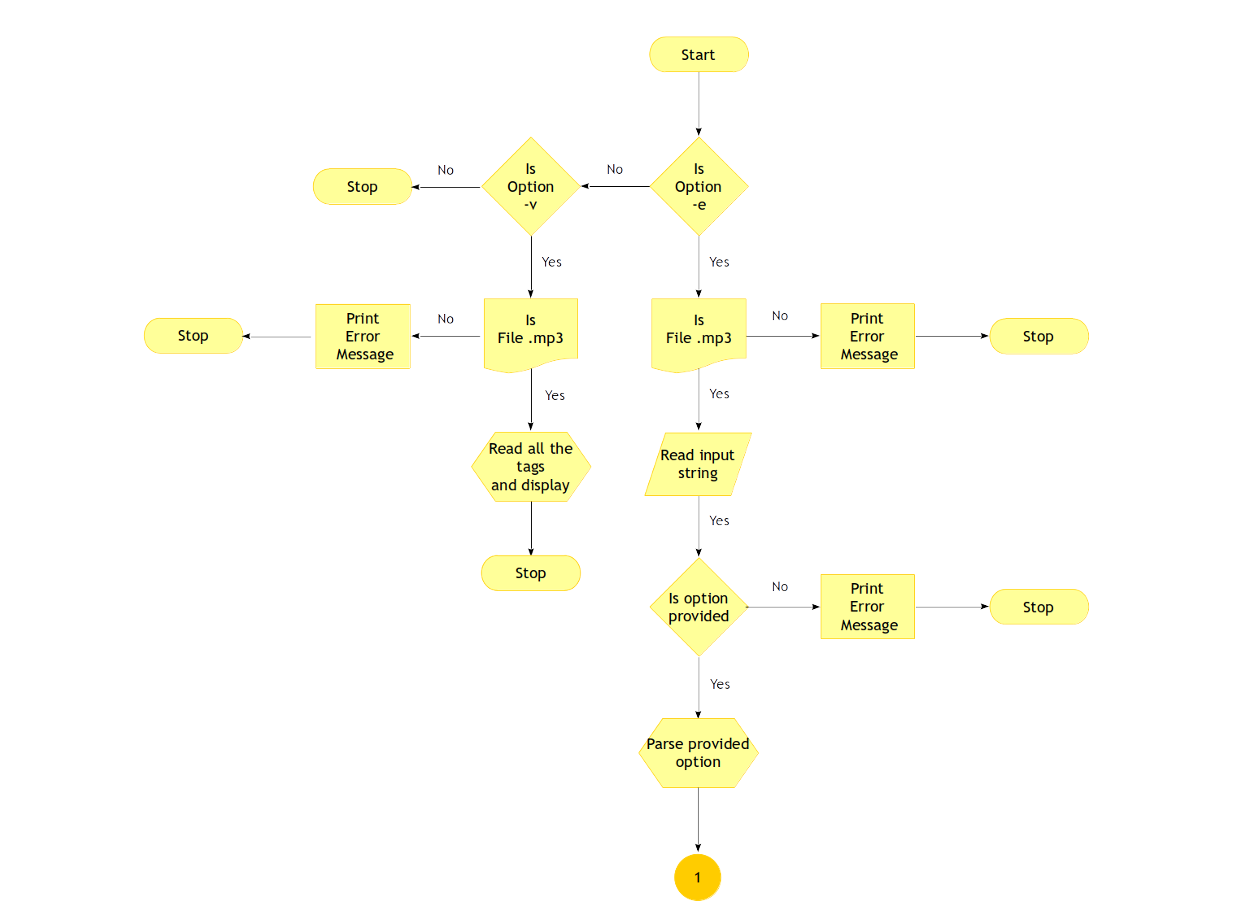 Start
Is
Option
-e
No
Is
Option
-v
No
Stop
Yes
Yes
Is
File .mp3
No
Print
Error
Message
Stop
Is
File .mp3
No
Print
Error
Message
Stop
Yes
Yes
Read all the
tags
and display
Stop
Read input
string
Yes
Is option
provided
No
Print
Error
Message
Stop
Yes
Parse provided
option
1